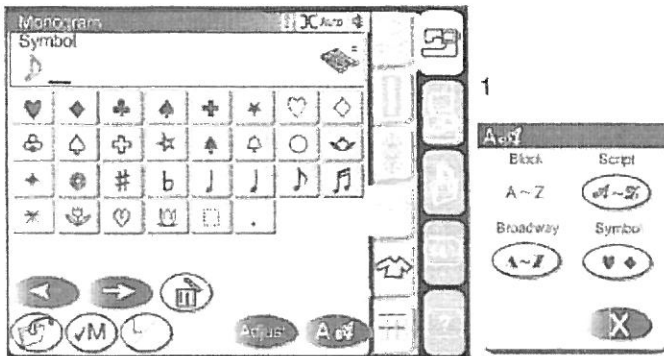 Monogram
Auto
Symbol
Adjust
M
1
Block
Script
A~Z
A~Z
Broadway
Symbol
A~Z
X